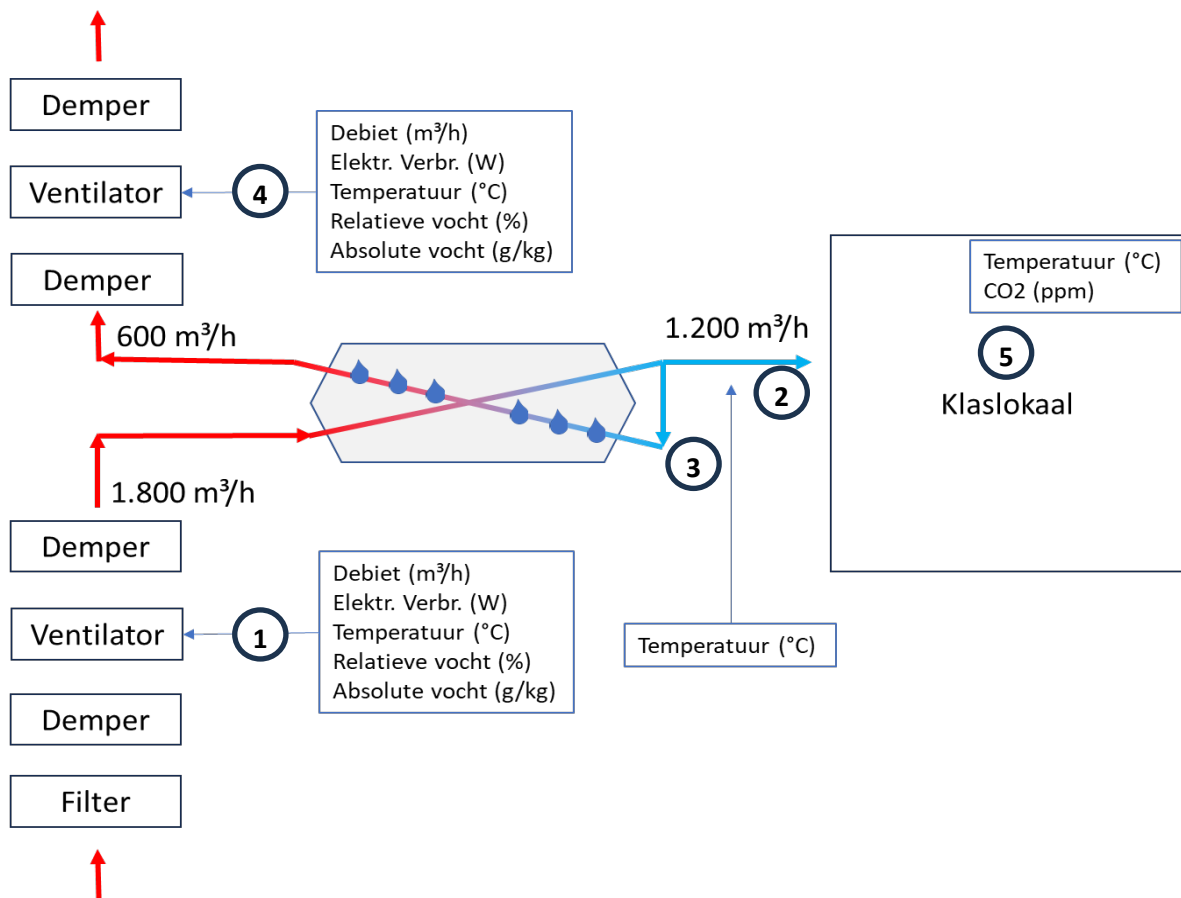 Demper
Ventilator
4
Debiet (m³/h)
Elektr. Verbr. (W)
Temperatuur (°C)
Relatieve vocht (%)
Absolute vocht (g/kg)
Demper
600 m³/h
1.200 m³/h
2
3
Temperatuur (°C)
CO2 (ppm)
5
Klaslokaal
1.800 m³/h
Demper
Ventilator
1
Debiet (m³/h)
Elektr. Verbr. (W)
Temperatuur (°C)
Relatieve vocht (%)
Absolute vocht (g/kg)
Temperatuur (°C)
Demper
Filter